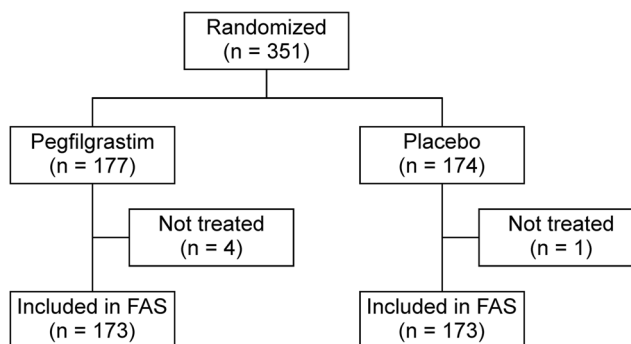 Randomized
(n = 351)
Pegfilgrastim
(n = 177)
Placebo
(n = 174)
Not treated
(n = 4)
Not treated
(n = 1)
Included in FAS
(n = 173)
Included in FAS
(n = 173)